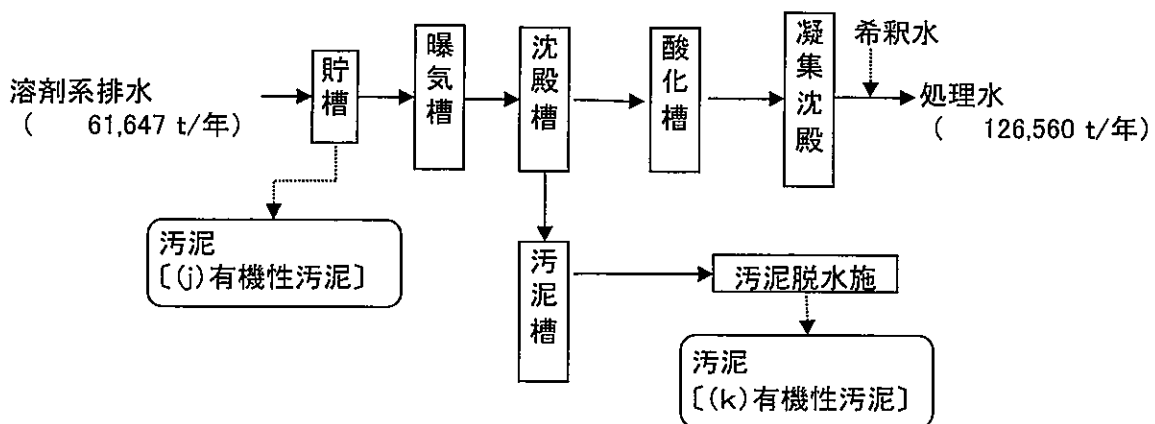 溶剤系排水
(　61,647 t/年)
貯槽
曝気槽
沈殿槽
酸化槽
凝集沈殿
希釈水
処理水
(　126,560 t/年)
汚泥
〔(j)有機性汚泥〕
汚泥槽
汚泥脱水施
汚泥
〔(k)有機性汚泥〕